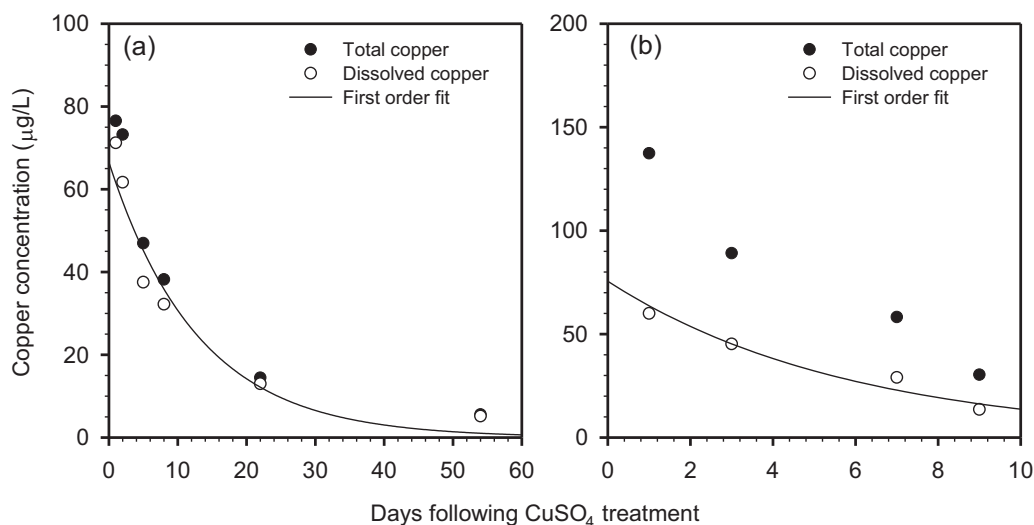 (a)
Total copper
Dissolved copper
First order fit
100
80
60
40
20
0
0 10 20 30 40 50 60
Copper concentration (μg/L)
(b)
Total copper
Dissolved copper
First order fit
200
150
100
50
0
0 2 4 6 8 10
Days following CuSO₄ treatment